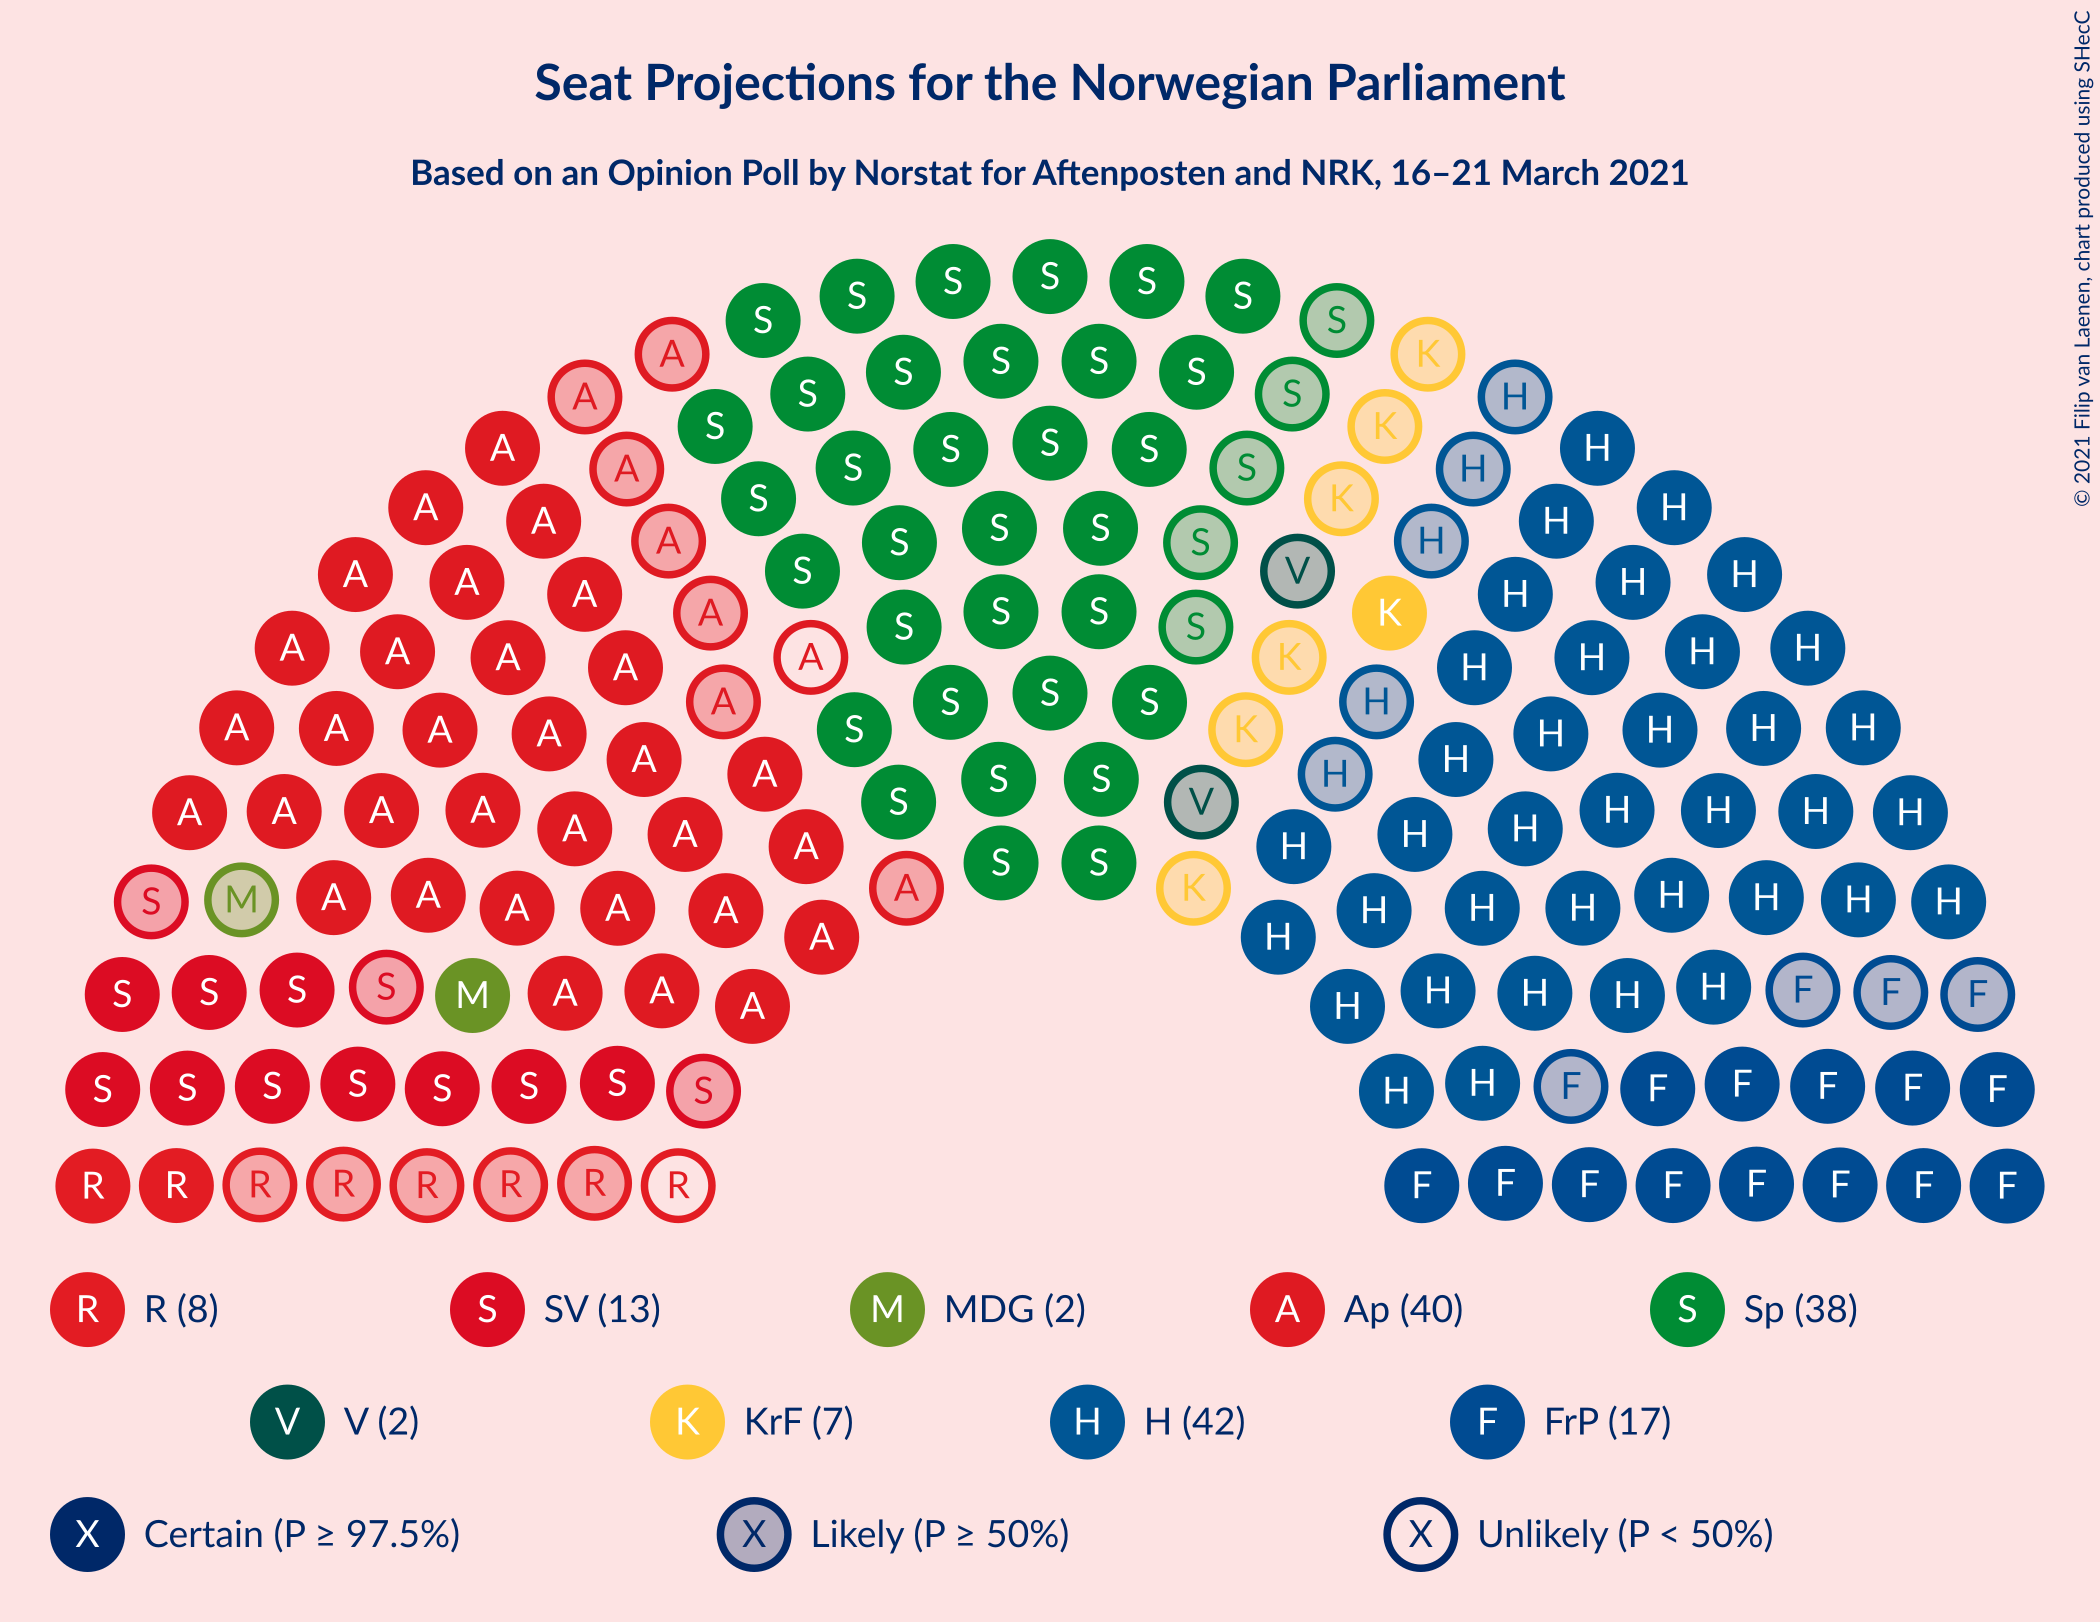 Seat Projections for the Norwegian Parliament
Based on an Opinion Poll by Norstat for Aftenposten and NRK, 16–21 March 2021
© 2021 Filip van Laenen, chart produced using SHecC
S S S S S S S
A A K
A S S S S S S S K H
A A A S S S S S S K H H
A A A A S S S S S V H H H
A A A A A S S S S K K H H H
A A A A A S S S S K H H H H H
A A A A A A S S S V H H H H H H
A A A A A A A S S K H H H H H H H
S M A A A A A A H H H H H H H H
S S S S M A A A H H H H H F F F
S S S S S S S S H H F F F F F F
R R R R R R R R F F F F F F F F
R R (8) S SV (13) M MDG (2) A Ap (40) S Sp (38)
V V (2) K KrF (7) H H (42) F FrP (17)
X Certain (P ≥ 97.5%) X Likely (P ≥ 50%) X Unlikely (P < 50%)